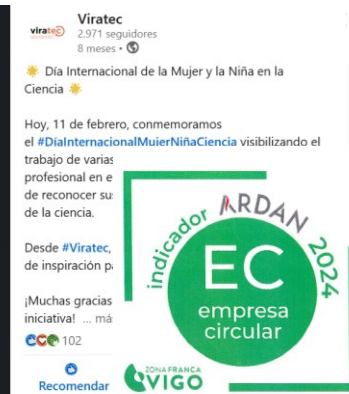 viratec
Viratec
2.971 seguidores
8 meses •
Día Internacional de la Mujer y la Niña en la
Ciencia
Hoy, 11 de febrero, conmemoramos
el #DíaInternacionalMujerNiñaCiencia visibilizando el
trabajo de varias
profesional en e
de reconocer su
de la ciencia.
Desde #Viratec,
de inspiración p
¡Muchas gracias
iniciativa! ... má
102
Recomendar
indicador ARDAN 2024
EC
empresa
circular
ZONA FRANCA
VIGO